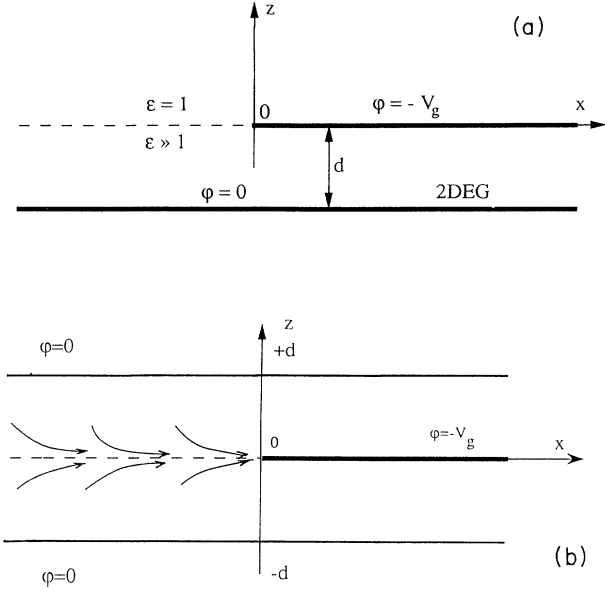 z
(a)
ε = 1
φ = - V_g
0
x
ε » 1
d
φ = 0
2DEG
z
φ=0
+d
0
φ=-V_g
x
(b)
φ=0
-d